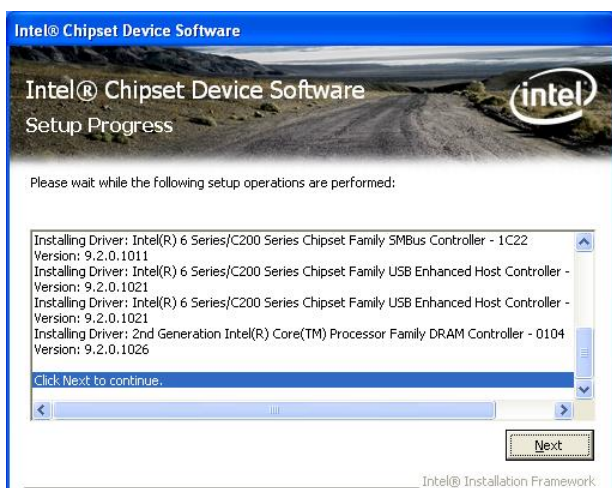 Intel® Chipset Device Software
Intel® Chipset Device Software
intel
Setup Progress
Please wait while the following setup operations are performed:
Installing Driver: Intel(R) 6 Series/C200 Series Chipset Family SMBus Controller - 1C22
Version: 9.2.0.1011
Installing Driver: Intel(R) 6 Series/C200 Series Chipset Family USB Enhanced Host Controller -
Version: 9.2.0.1021
Installing Driver: Intel(R) 6 Series/C200 Series Chipset Family USB Enhanced Host Controller -
Version: 9.2.0.1021
Installing Driver: 2nd Generation Intel(R) Core(TM) Processor Family DRAM Controller - 0104
Version: 9.2.0.1026
Click Next to continue.
Next
Intel® Installation Framework